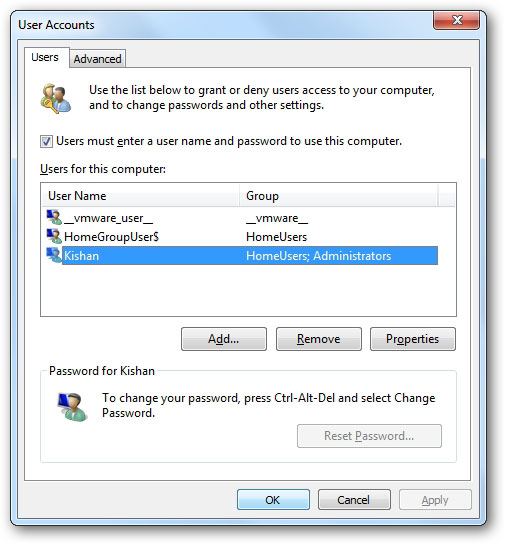 User Accounts
Users Advanced
Use the list below to grant or deny users access to your computer,
and to change passwords and other settings.
Users must enter a user name and password to use this computer.
Users for this computer:
User Name Group
__vmware_user__ __vmware__
HomeGroupUser$ HomeUsers
Kishan HomeUsers; Administrators
Add... Remove Properties
Password for Kishan
To change your password, press Ctrl-Alt-Del and select Change
Password.
Reset Password...
OK Cancel Apply